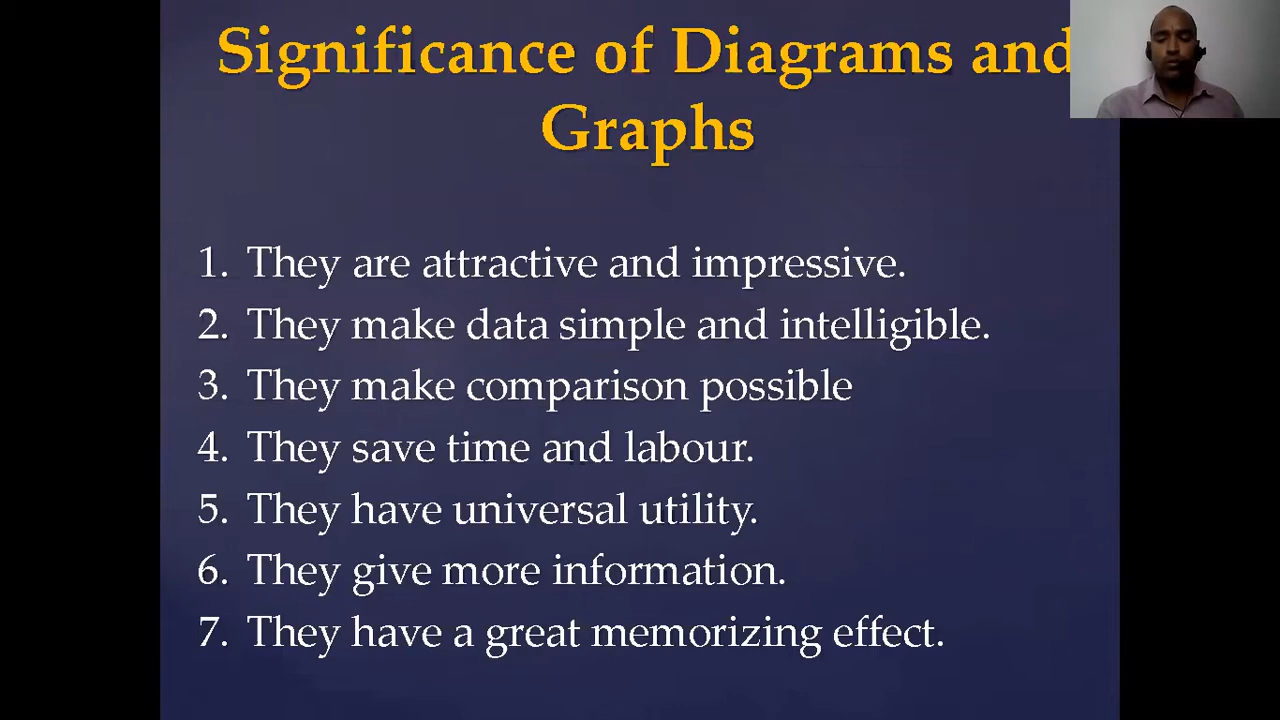 Significance of Diagrams and
Graphs
1. They are attractive and impressive.
2. They make data simple and intelligible.
3. They make comparison possible
4. They save time and labour.
5. They have universal utility.
6. They give more information.
7. They have a great memorizing effect.